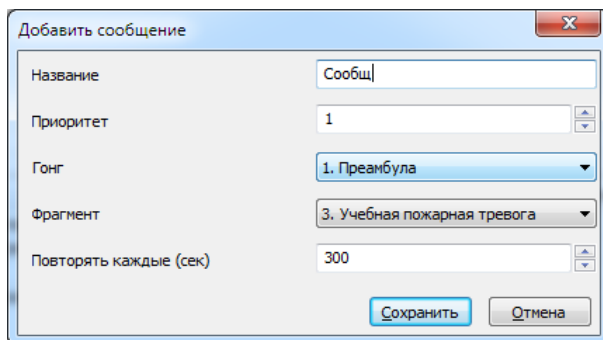 Добавить сообщение
Название Сообщ
Приоритет 1
Гонг 1. Преамбула
Фрагмент 3. Учебная пожарная тревога
Повторять каждые (сек) 300
Сохранить Отмена